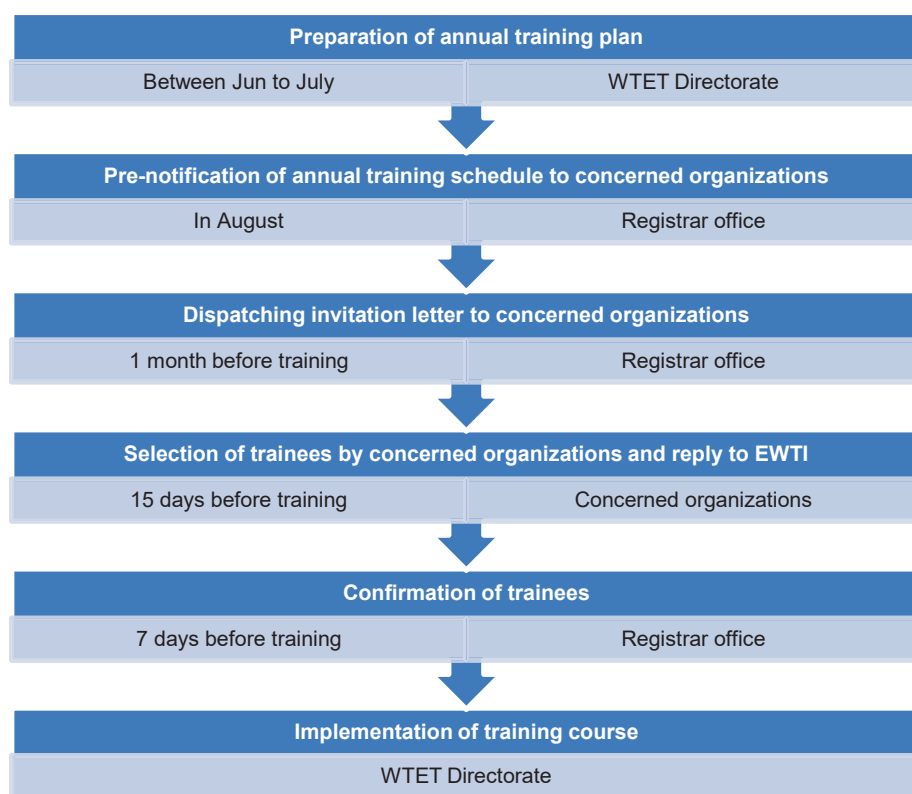 Preparation of annual training plan
Between Jun to July
WTET Directorate
Pre-notification of annual training schedule to concerned organizations
In August
Registrar office
Dispatching invitation letter to concerned organizations
1 month before training
Registrar office
Selection of trainees by concerned organizations and reply to EWTI
15 days before training
Concerned organizations
Confirmation of trainees
7 days before training
Registrar office
Implementation of training course
WTET Directorate